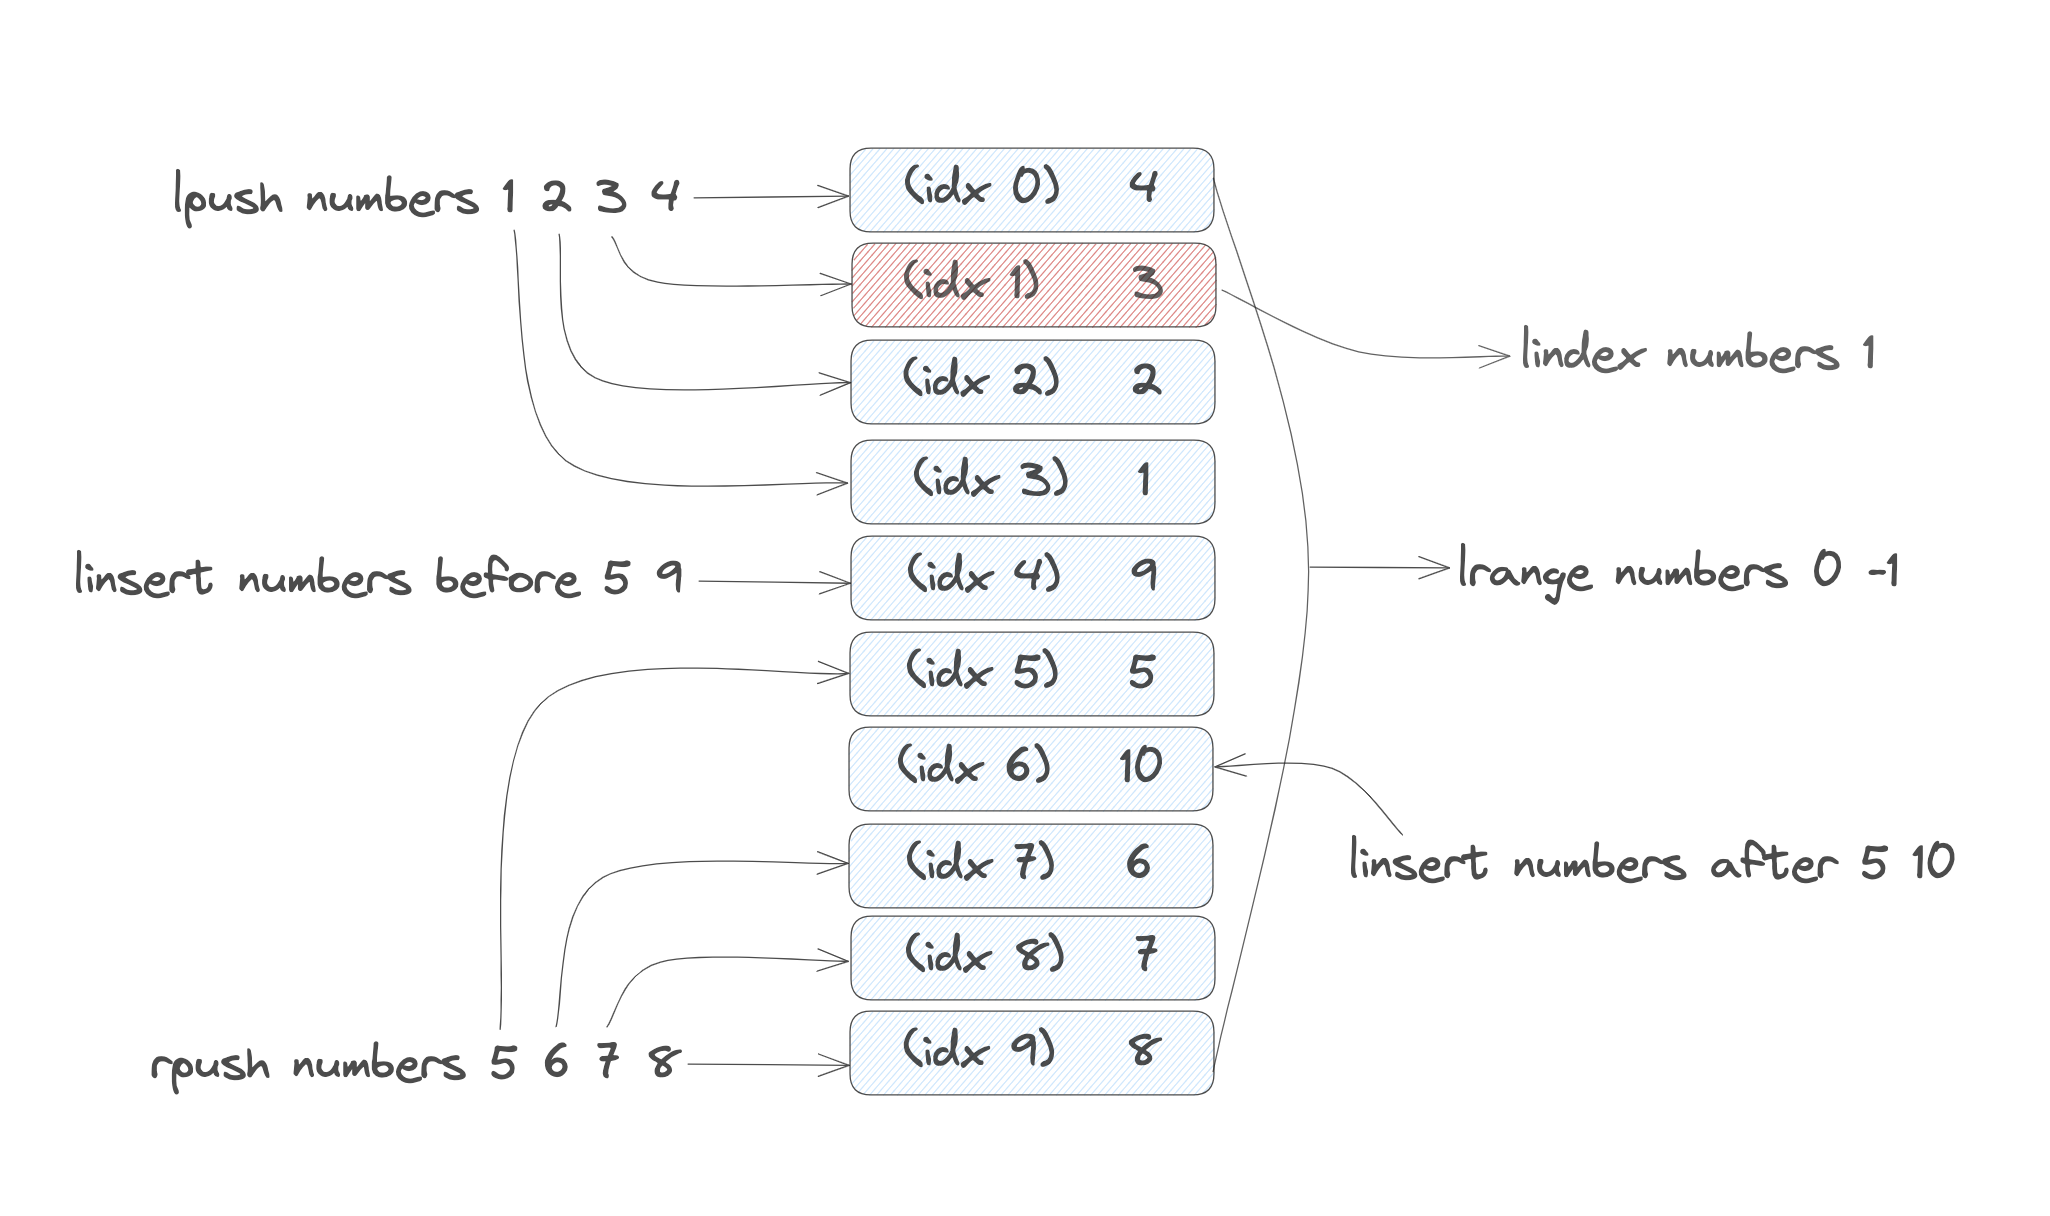 lpush numbers 1 2 3 4
(idx 0) 4
(idx 1) 3
lindex numbers 1
(idx 2) 2
(idx 3) 1
linsert numbers before 5 9
(idx 4) 9
lrange numbers 0 -1
(idx 5) 5
(idx 6) 10
linsert numbers after 5 10
(idx 7) 6
(idx 8) 7
rpush numbers 5 6 7 8
(idx 9) 8